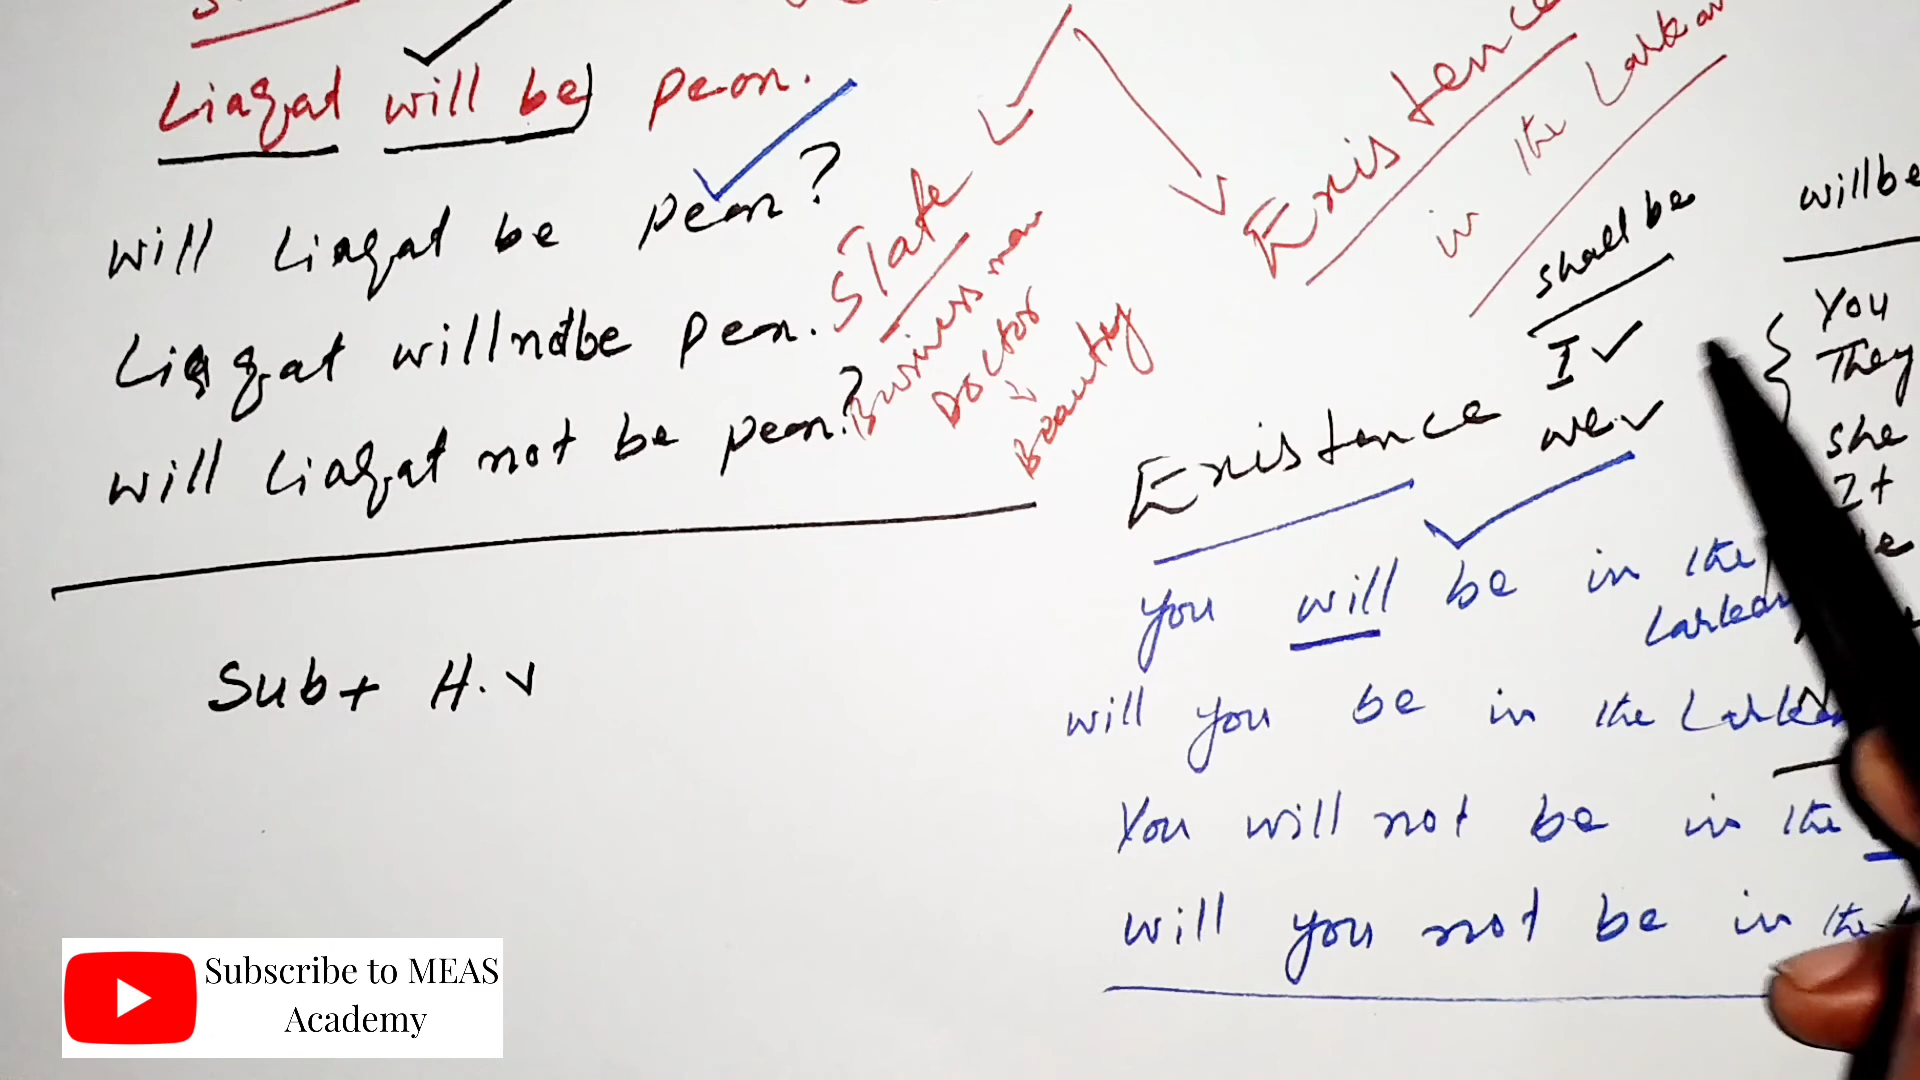 Liaqat will be peon.
will Liaqat be peon?
Liaqat will not be peon.
will Liaqat not be peon?
Sub + H.v
State
Business man
Doctor
Beautry
Existence
in the Larkan
shall be
I
we
will be
You
They
she
It
Existence
you will be in the
Larkan
will you be in the
You will not be in the
will you not be in the
Subscribe to MEAS
Academy